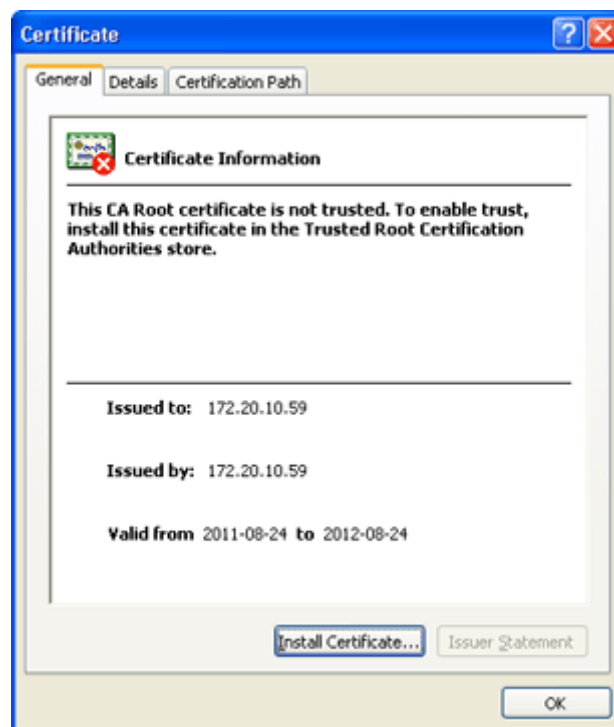 Certificate
General Details Certification Path
Certificate Information
This CA Root certificate is not trusted. To enable trust,
install this certificate in the Trusted Root Certification
Authorities store.
Issued to: 172.20.10.59
Issued by: 172.20.10.59
Valid from 2011-08-24 to 2012-08-24
Install Certificate... Issuer Statement
OK